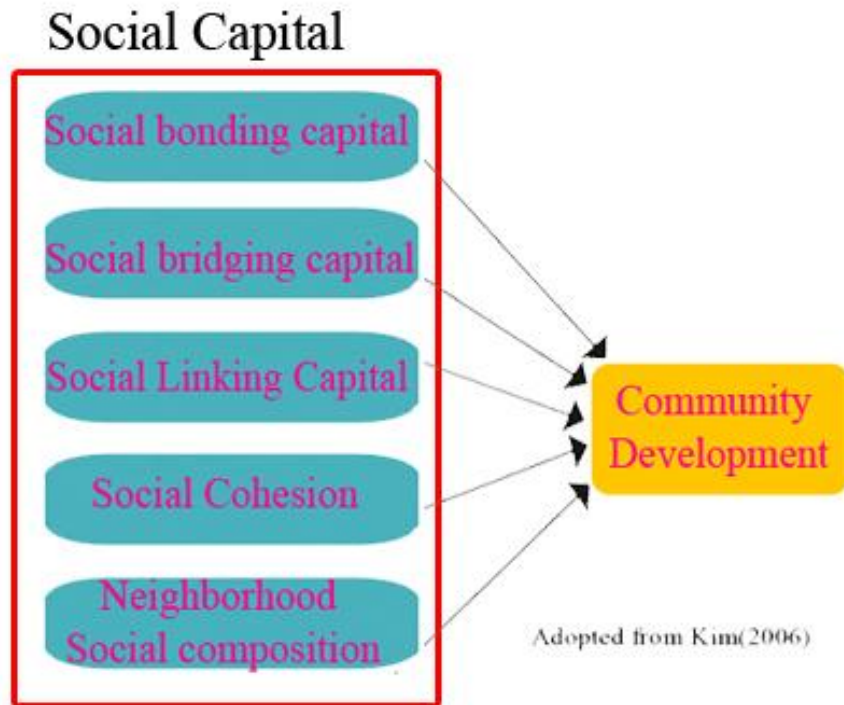 Social Capital
Social bonding capital
Social bridging capital
Social Linking Capital
Social Cohesion
Neighborhood
Social composition
Community
Development
Adopted from Kim(2006)